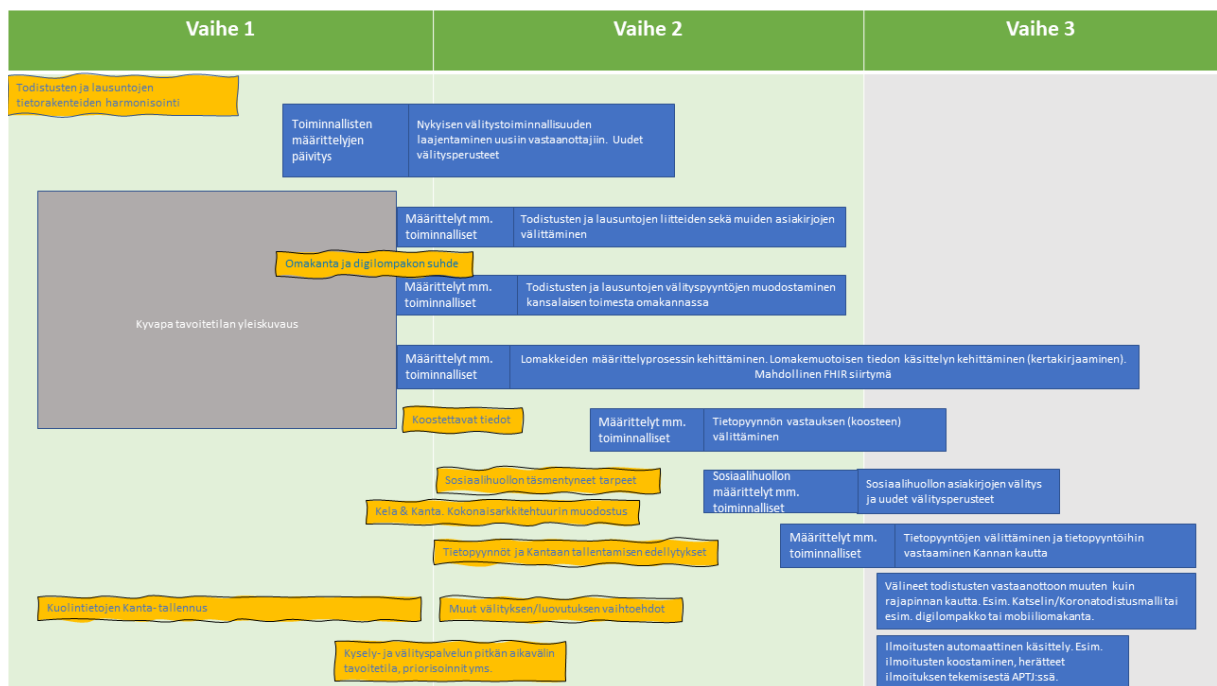 Vaihe 1
Vaihe 2
Vaihe 3
Todistusten ja lausuntojen
tietorakenteiden harmonisointi
Toiminnallisten
määrittelyjen
päivitys
Nykyisen välitystoiminnallisuuden
laajentaminen uusiin vastaanottajiin. Uudet
välitysperusteet
Kyvapa tavoitetilan yleiskuvaus
Määrittelyt mm.
toiminnalliset
Todistusten ja lausuntojen liitteiden sekä muiden asiakirjojen
välittäminen
Omakanta ja digilompakon suhde
Määrittelyt mm.
toiminnalliset
Todistusten ja lausuntojen välityspyyntöjen muodostaminen
kansalaisen toimesta omakannassa
Määrittelyt mm.
toiminnalliset
Lomakkeiden määrittelyprosessin kehittäminen. Lomakemuotoisen tiedon käsittelyn kehittäminen (kertakirjaaminen).
Mahdollinen FHIR siirtymä
Koostettavat tiedot
Määrittelyt mm.
toiminnalliset
Tietopyynnön vastauksen (koosteen)
välittäminen
Sosiaalihuollon täsmentyneet tarpeet
Sosiaalihuollon
määrittelyt mm.
toiminnalliset
Sosiaalihuollon asiakirjojen välitys
ja uudet välitysperusteet
Kela & Kanta. Kokonaisarkkitehtuurin muodostus
Tietopyynnöt ja Kantaan tallentamisen edellytykset
Määrittelyt mm.
toiminnalliset
Tietopyyntöjen välittäminen ja tietopyyntöihin
vastaaminen Kannan kautta
Kuolintietojen Kanta- tallennus
Muut välityksen/luovutuksen vaihtoehdot
Välineet todistusten vastaanottoon muuten kuin
rajapinnan kautta. Esim. Katselin/Koronatodistusmalli tai
esim. digilompakko tai mobiiliomakanta.
Kysely- ja välityspalvelun pitkän aikavälin
tavoitetila, priorisoinnit yms.
Ilmoitusten automaattinen käsittely. Esim.
ilmoitusten koostaminen, herätteet
ilmoituksen tekemisestä APTJ:ssä.